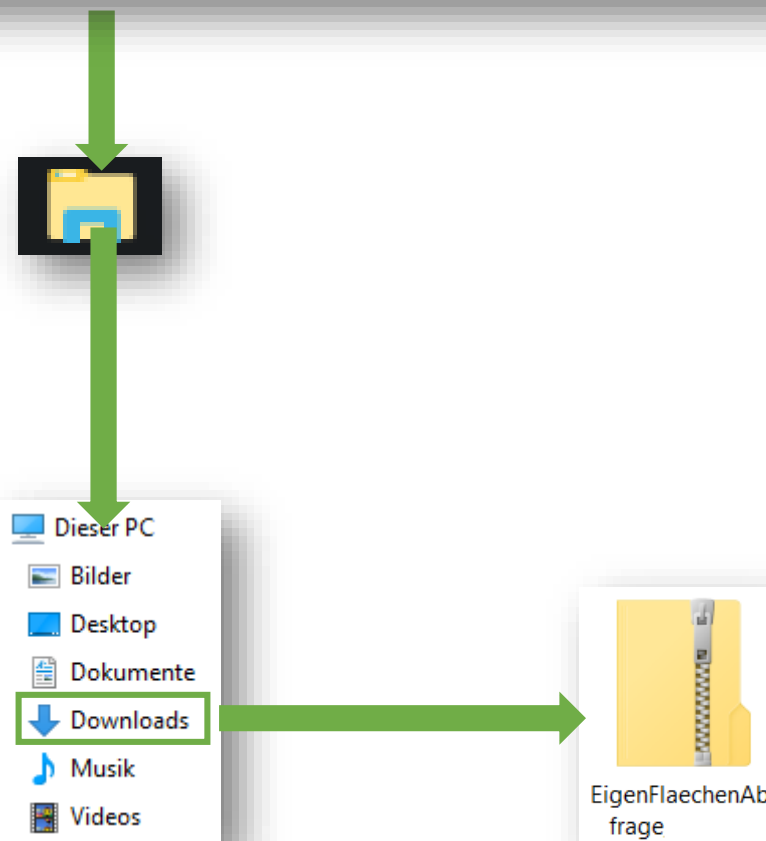 Dieser PC
Bilder
Desktop
Dokumente
Downloads
Musik
Videos
EigenFlaechenAb
frage